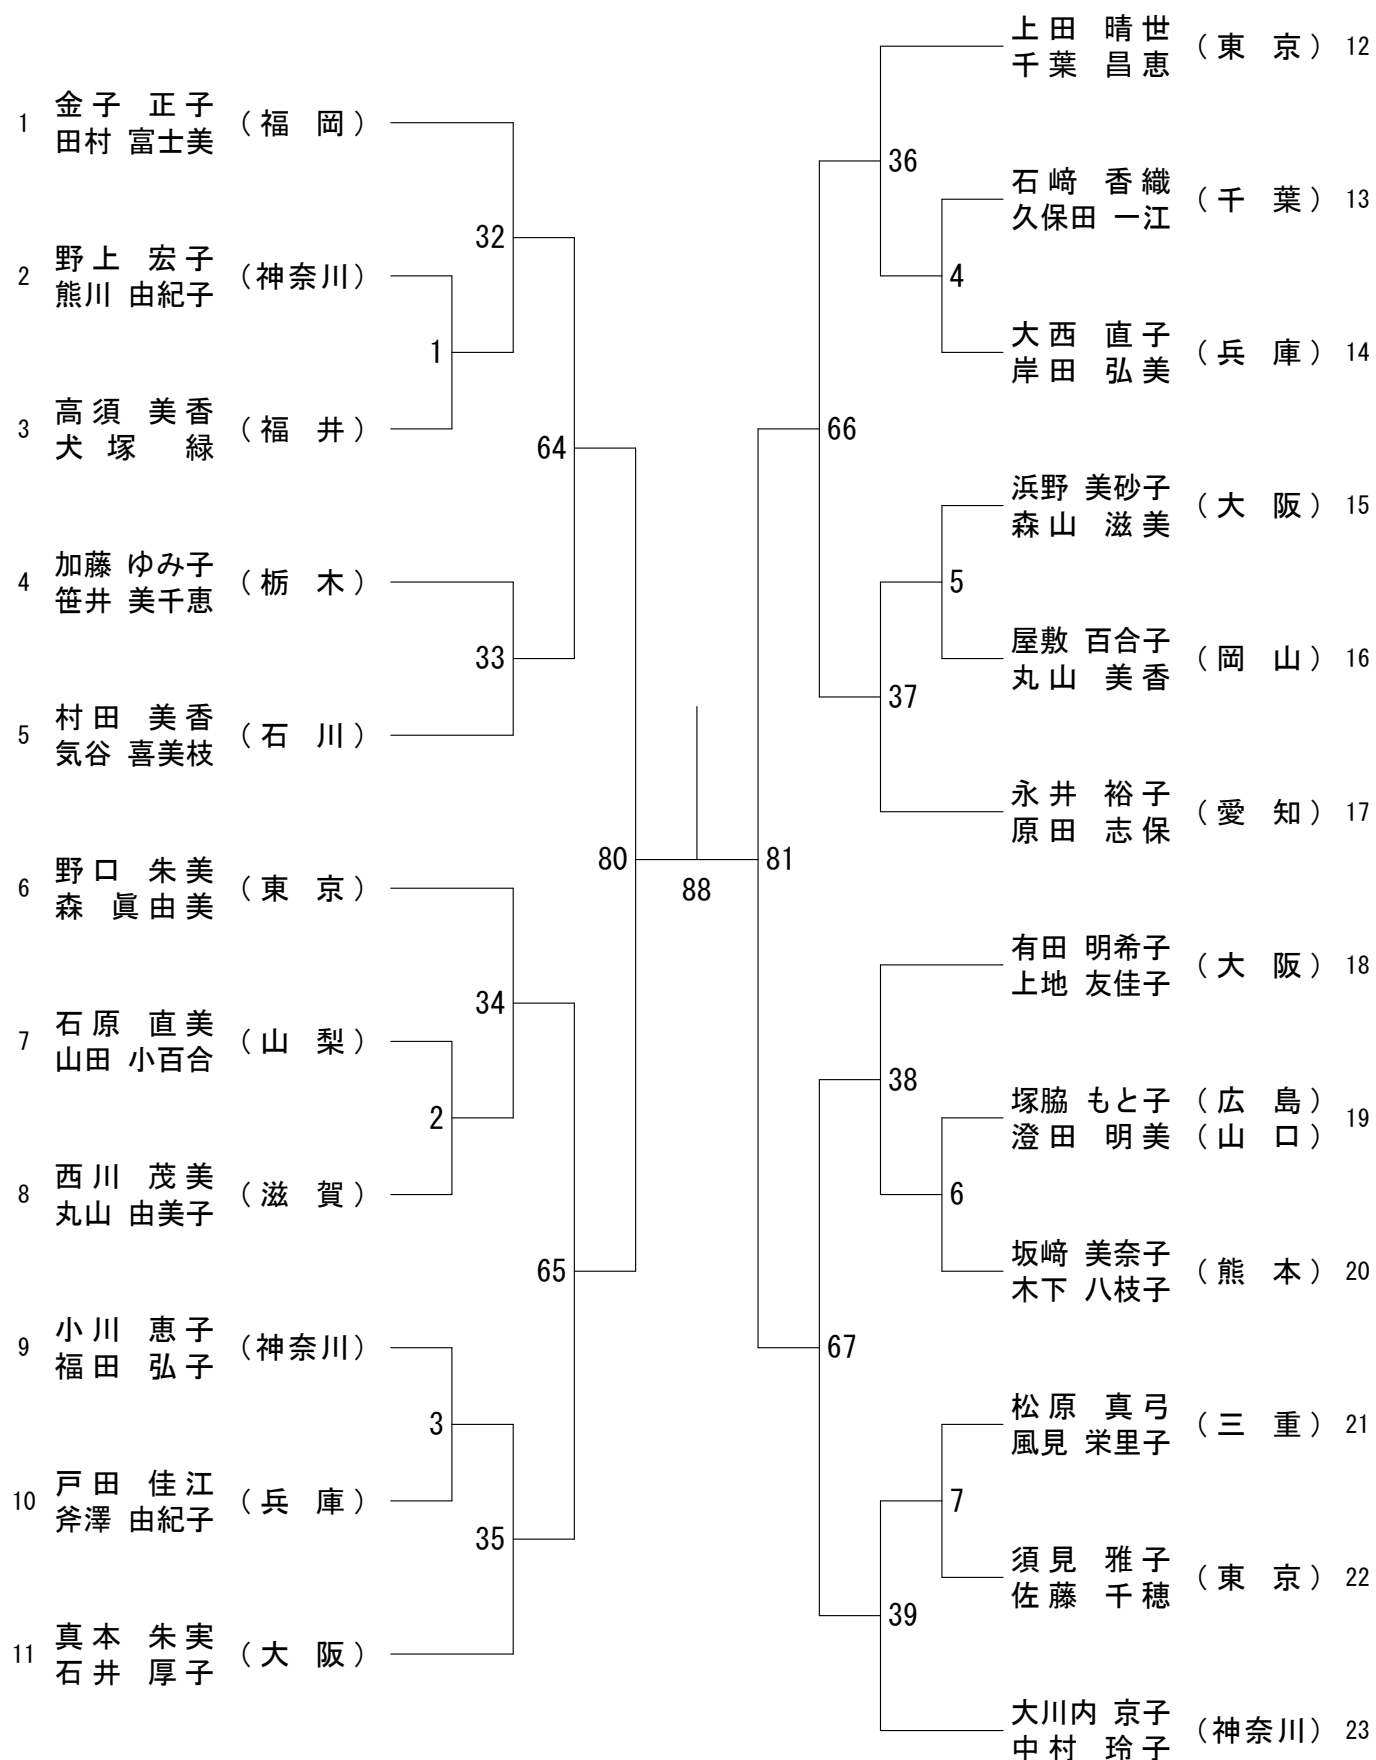 1 金子 正子 (福岡)
田村 富士美
2 野上 宏子 (神奈川)
熊川 由紀子
3 高須 美香 (福井)
犬塚 緑
4 加藤 ゆみ子 (栃木)
笹井 美千恵
5 村田 美香 (石川)
気谷 喜美枝
6 野口 朱美 (東京)
森 眞由美
7 石原 直美 (山梨)
山田 小百合
8 西川 茂美 (滋賀)
丸山 由美子
9 小川 恵子 (神奈川)
福田 弘子
10 戸田 佳江 (兵庫)
斧澤 由紀子
11 真本 朱実 (大阪)
石井 厚子
32
1
64
33
80
34
2
65
3
35
88
81
36
4
66
5
37
38
6
67
7
39
上田 晴世 (東京) 12
千葉 昌恵
石﨑 香織 (千葉) 13
久保田 一江
大西 直子 (兵庫) 14
岸田 弘美
浜野 美砂子 (大阪) 15
森山 滋美
屋敷 百合子 (岡山) 16
丸山 美香
永井 裕子 (愛知) 17
原田 志保
有田 明希子 (大阪) 18
上地 友佳子
塚脇 もと子 (広島) 19
澄田 明美 (山口)
坂﨑 美奈子 (熊本) 20
木下 八枝子
松原 真弓 (三重) 21
風見 栄里子
須見 雅子 (東京) 22
佐藤 千穂
大川内 京子 (神奈川) 23
中村 玲子